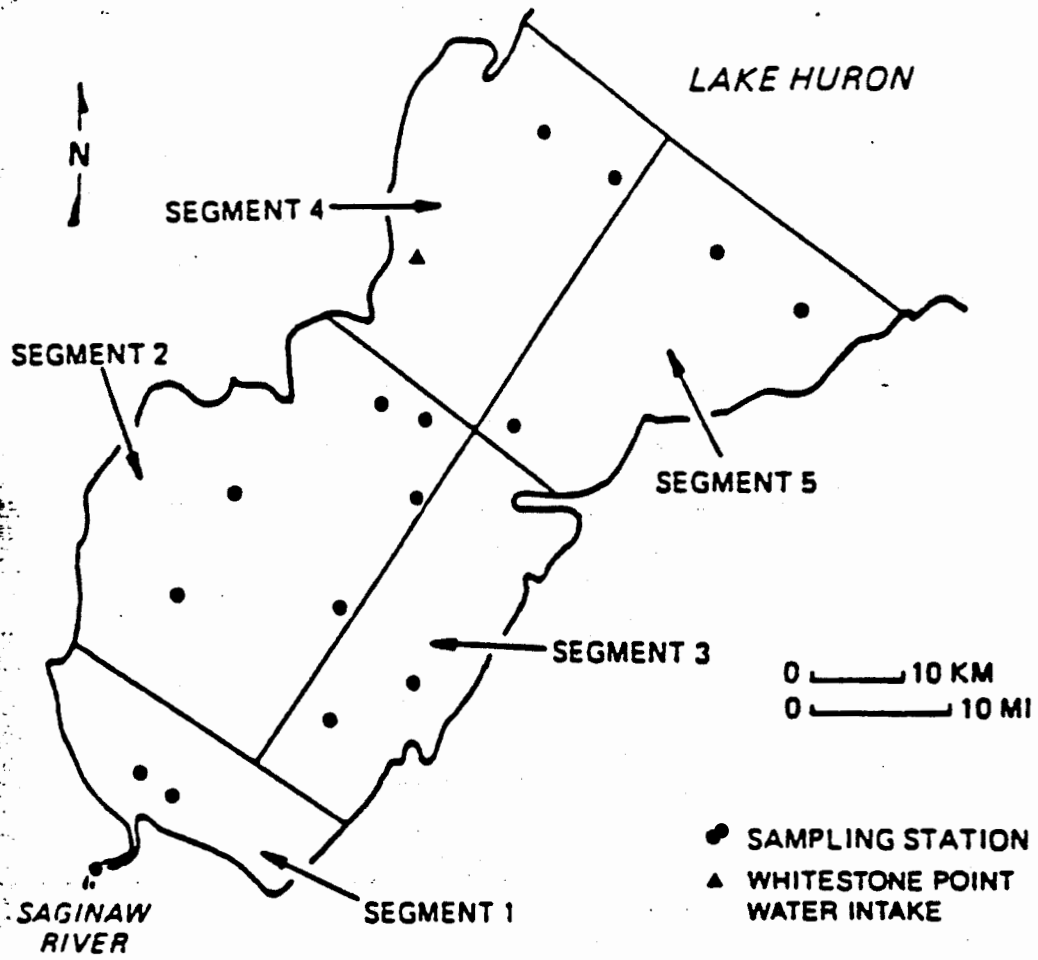 LAKE HURON
N
SEGMENT 4
SEGMENT 2
SEGMENT 5
SEGMENT 3
0 10 KM
0 10 MI
SAMPLING STATION
WHITESTONE POINT
WATER INTAKE
SEGMENT 1
SAGINAW
RIVER